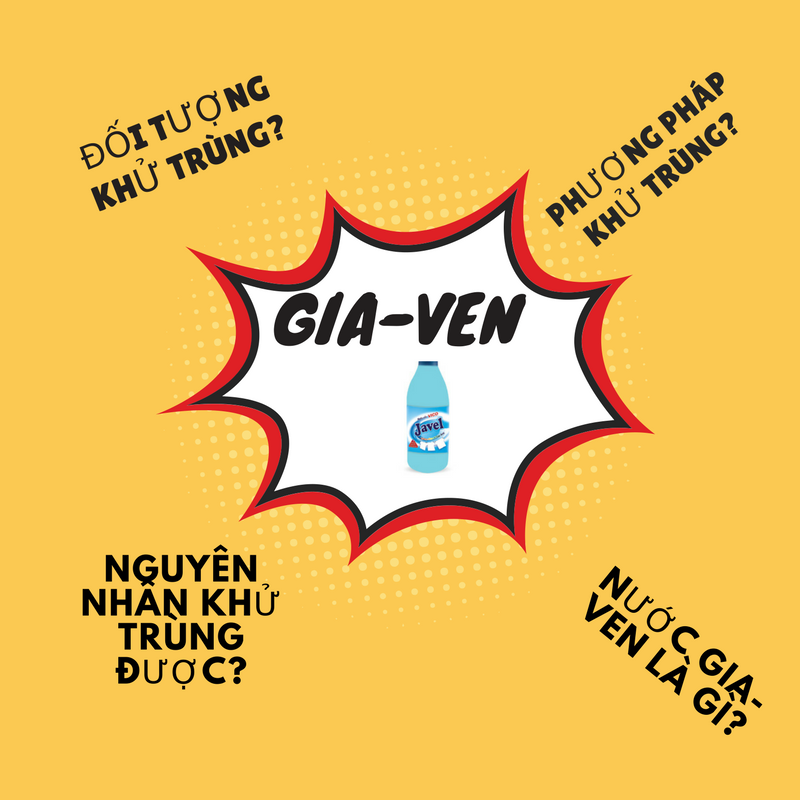 ĐỐI TƯỢNG
KHỬ TRÙNG?
PHƯƠNG PHÁP
KHỬ TRÙNG?
GIA-VEN
Javel
NGUYÊN
NHÂN KHỬ
TRÙNG
ĐƯỢC?
NƯỚC GIA-
VEN LÀ GÌ?